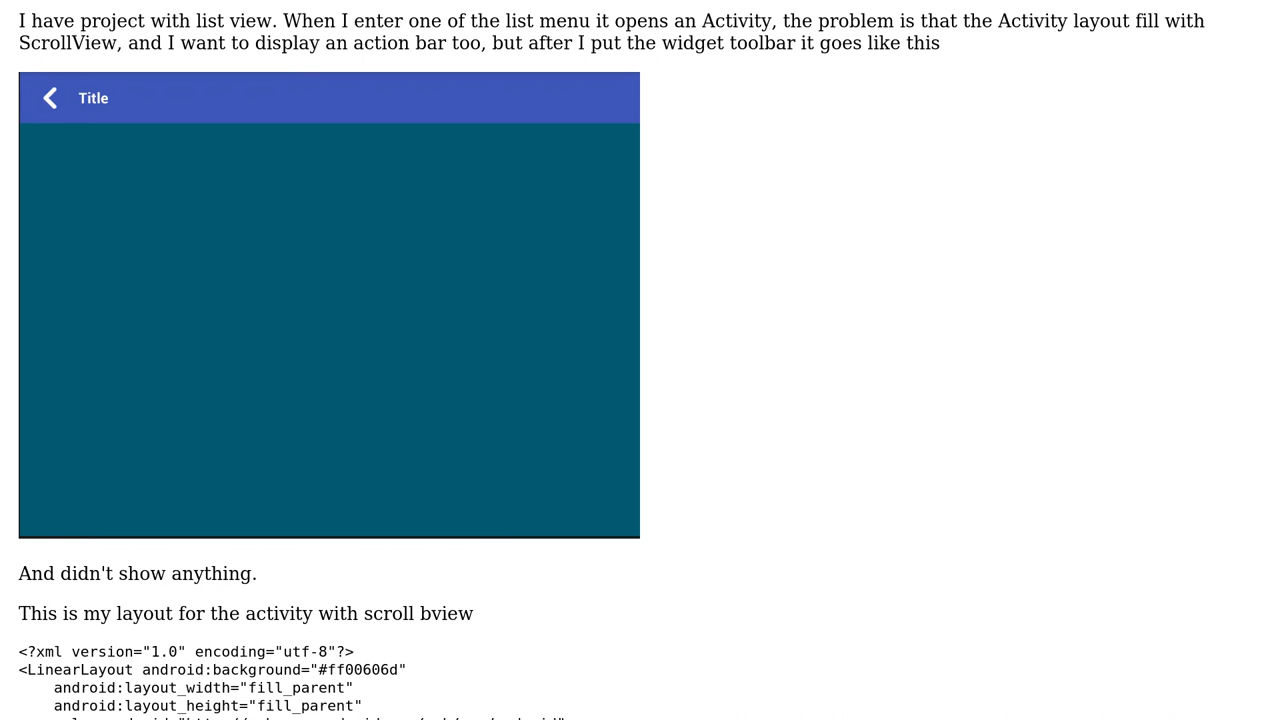 I have project with list view. When I enter one of the list menu it opens an Activity, the problem is that the Activity layout fill with
ScrollView, and I want to display an action bar too, but after I put the widget toolbar it goes like this
Title
And didn't show anything.
This is my layout for the activity with scroll bview
<?xml version="1.0" encoding="utf-8"?>
<LinearLayout android:background="#ff00606d"
    android:layout_width="fill_parent"
    android:layout_height="fill_parent"